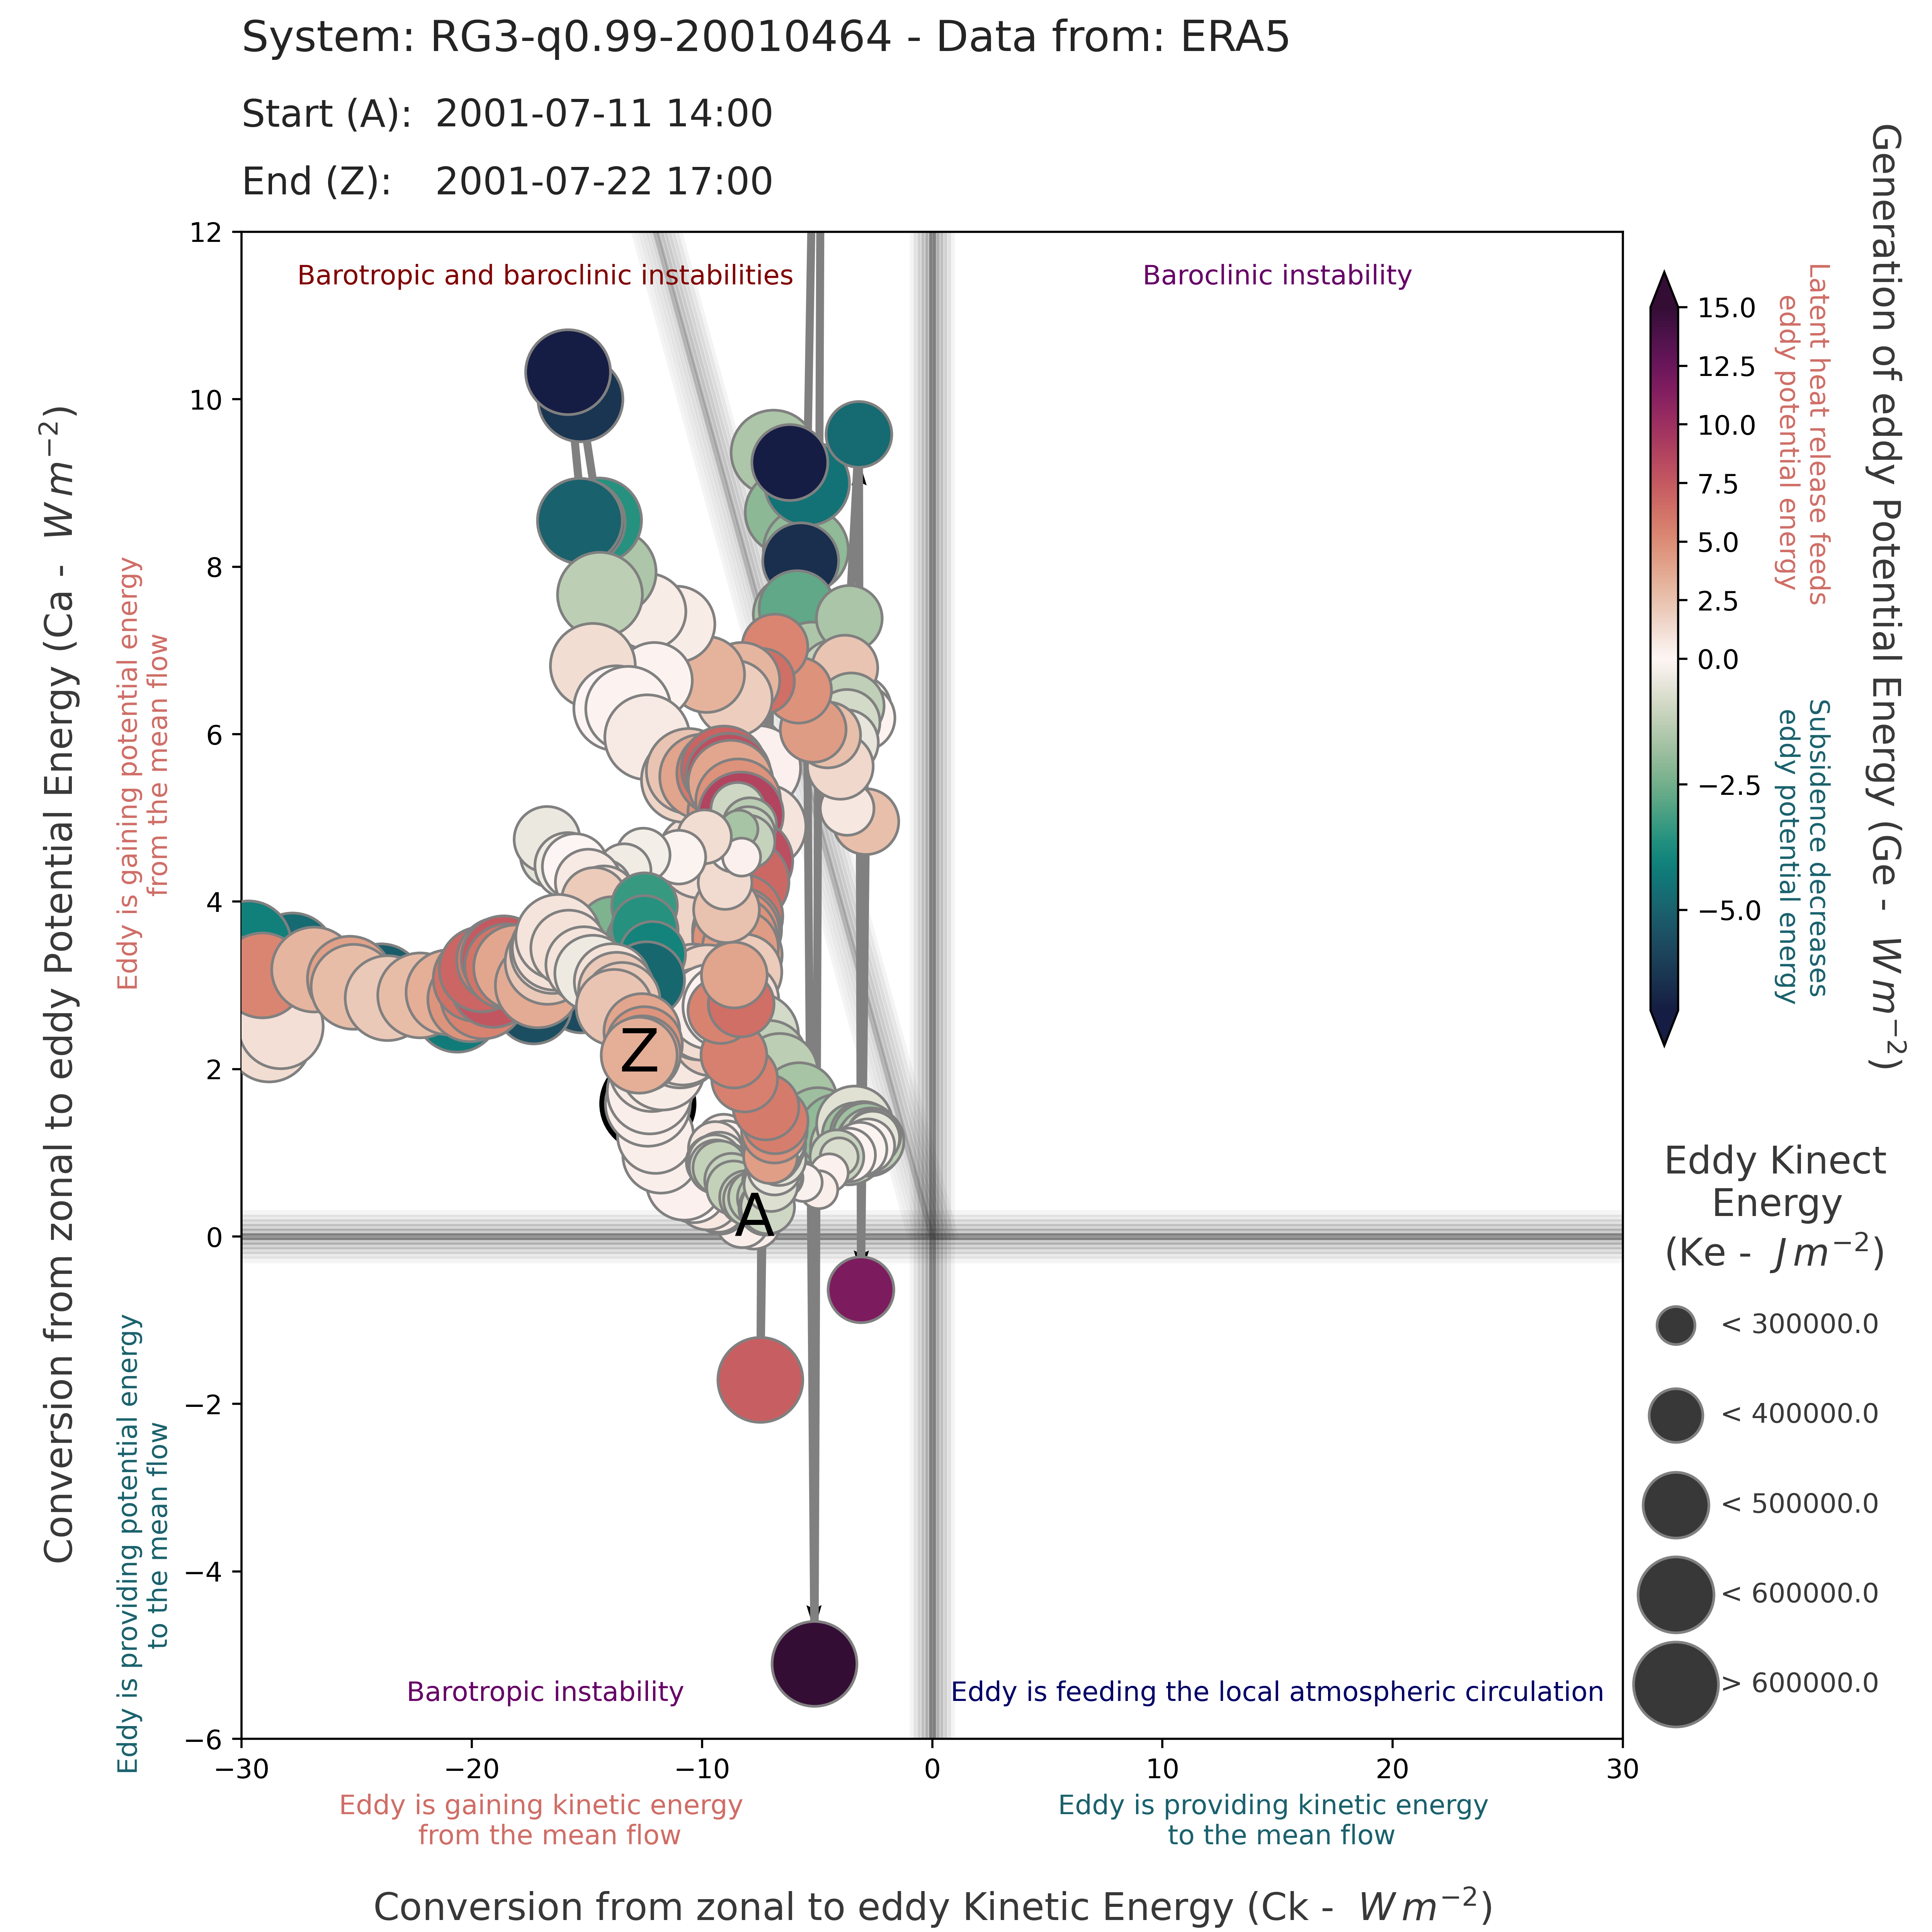 System: RG3-q0.99-20010464 - Data from: ERA5
Start (A): 2001-07-11 14:00
End (Z): 2001-07-22 17:00
Conversion from zonal to eddy Potential Energy (Ca - W m⁻²)
Eddy is gaining potential energy
from the mean flow
Eddy is providing potential energy
to the mean flow
12
10
8
6
4
2
0
−2
−4
−6
Barotropic and baroclinic instabilities
Baroclinic instability
Z
A
Barotropic instability
Eddy is feeding the local atmospheric circulation
−30
−20
−10
0
10
20
30
Eddy is gaining kinetic energy
from the mean flow
Eddy is providing kinetic energy
to the mean flow
Conversion from zonal to eddy Kinetic Energy (Ck - W m⁻²)
15.0
12.5
10.0
7.5
5.0
2.5
0.0
−2.5
−5.0
Latent heat release feeds
eddy potential energy
Subsidence decreases
eddy potential energy
Generation of eddy Potential Energy (Ge - W m⁻²)
Eddy Kinect
Energy
(Ke - J m⁻²)
< 300000.0
< 400000.0
< 500000.0
< 600000.0
> 600000.0